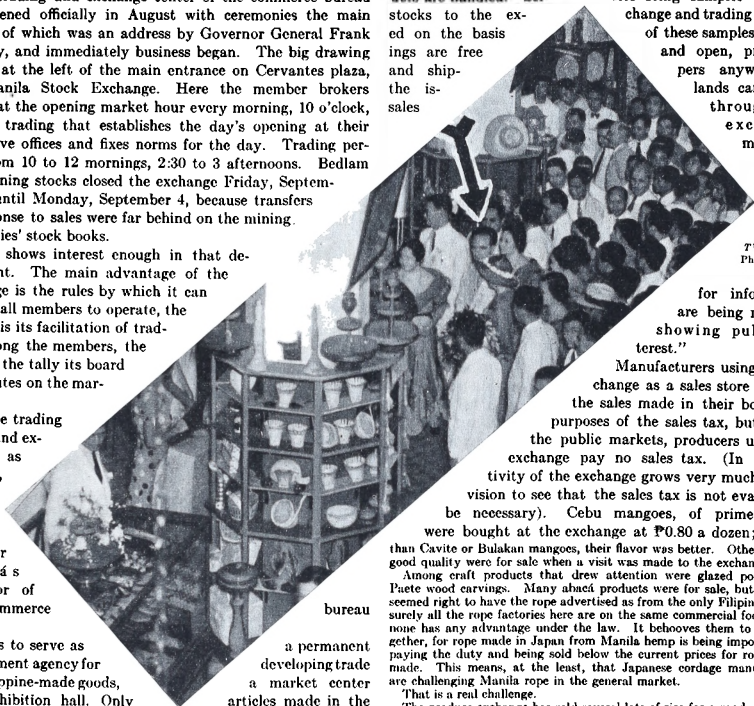 ened officially in August with ceremonies the main
of which was an address by Governor General Frank
y, and immediately business began. The big drawing
at the left of the main entrance on Cervantes plaza,
anila Stock Exchange. Here the member brokers
at the opening market hour every morning, 10 o'clock,
trading that establishes the day's opening at their
ve offices and fixes norms for the day. Trading per-
om 10 to 12 mornings, 2:30 to 3 afternoons. Bedlam
ning stocks closed the exchange Friday, Septem-
until Monday, September 4, because transfers
onse to sales were far behind on the mining
ies' stock books.
shows interest enough in that de-
nt. The main advantage of the
ge is the rules by which it can
all members to operate, the
is its facilitation of trad-
ong the members, the
the tally its board
utes on the mar-
e trading
nd ex-
as
r
á s
or of
mmerce
bureau
s to serve as
a permanent
ment agency for
developing trade
ppine-made goods,
a market center
hibition hall. Only
articles made in the
stocks to the ex-
ed on the basis
ings are free
and ship-
the is-
sales
change and trading
of these samples
and open, p
pers anyw
lands ca
throu
exc
m
T
Ph
for info
are being
showing pul
terest."
Manufacturers using
change as a sales store
the sales made in their bo
purposes of the sales tax, but
the public markets, producers u
exchange pay no sales tax. (In
tivity of the exchange grows very much
vision to see that the sales tax is not eva
be necessary). Cebu mangoes, of prime
were bought at the exchange at ₱0.80 a dozen;
than Cavite or Bulakan mangoes, their flavor was better. Othe
good quality were for sale when a visit was made to the exchan
Among craft products that drew attention were glazed po
Paete wood carvings. Many abacá products were for sale, but
seemed right to have the rope advertised as from the only Filipin
surely all the rope factories here are on the same commercial fo
none has any advantage under the law. It behooves them to
gether, for rope made in Japan from Manila hemp is being impo
paying the duty and being sold below the current prices for ro
made. This means, at the least, that Japanese cordage man
are challenging Manila rope in the general market.
That is a real challenge.